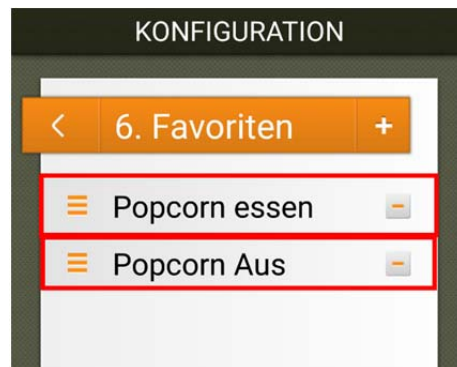 KONFIGURATION
6. Favoriten
Popcorn essen
Popcorn Aus